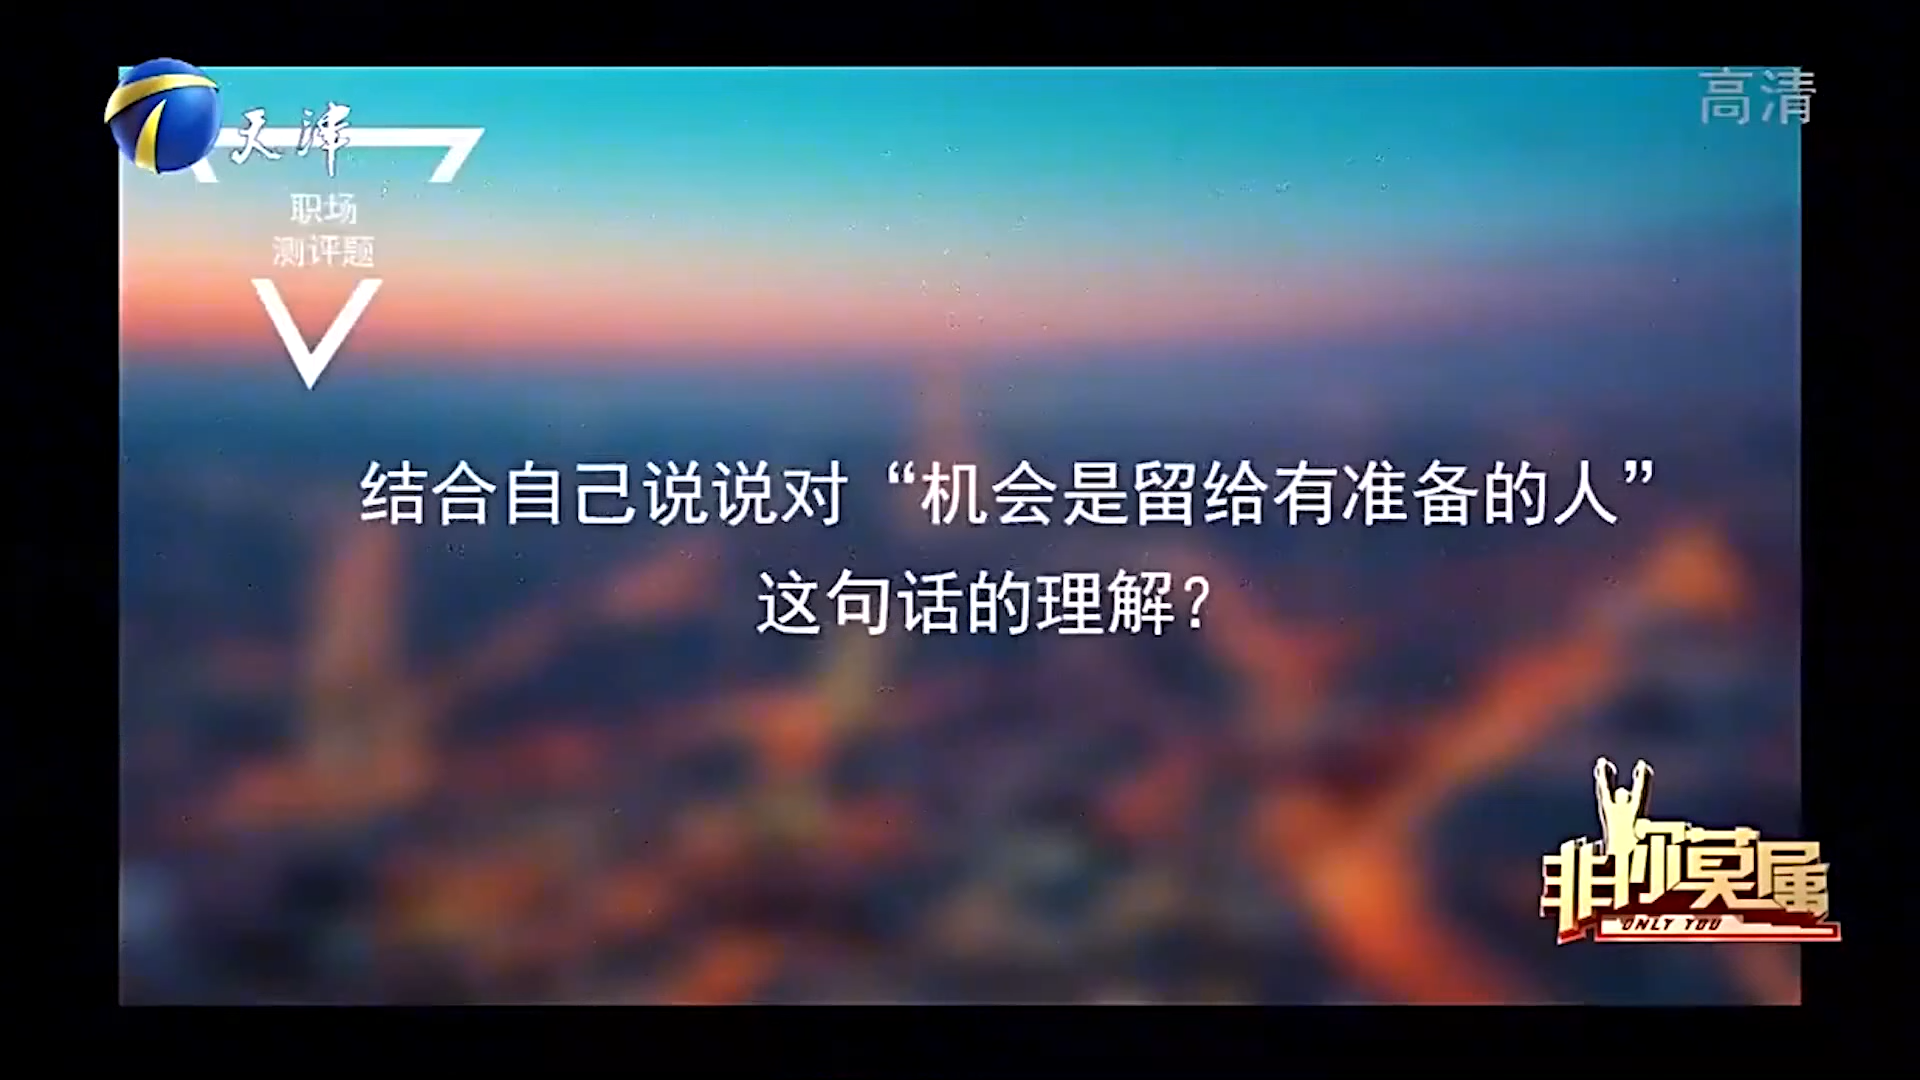 天津
高清
职场
测评题
结合自己说说对“机会是留给有准备的人”
这句话的理解？
非你莫属
ONLY YOU